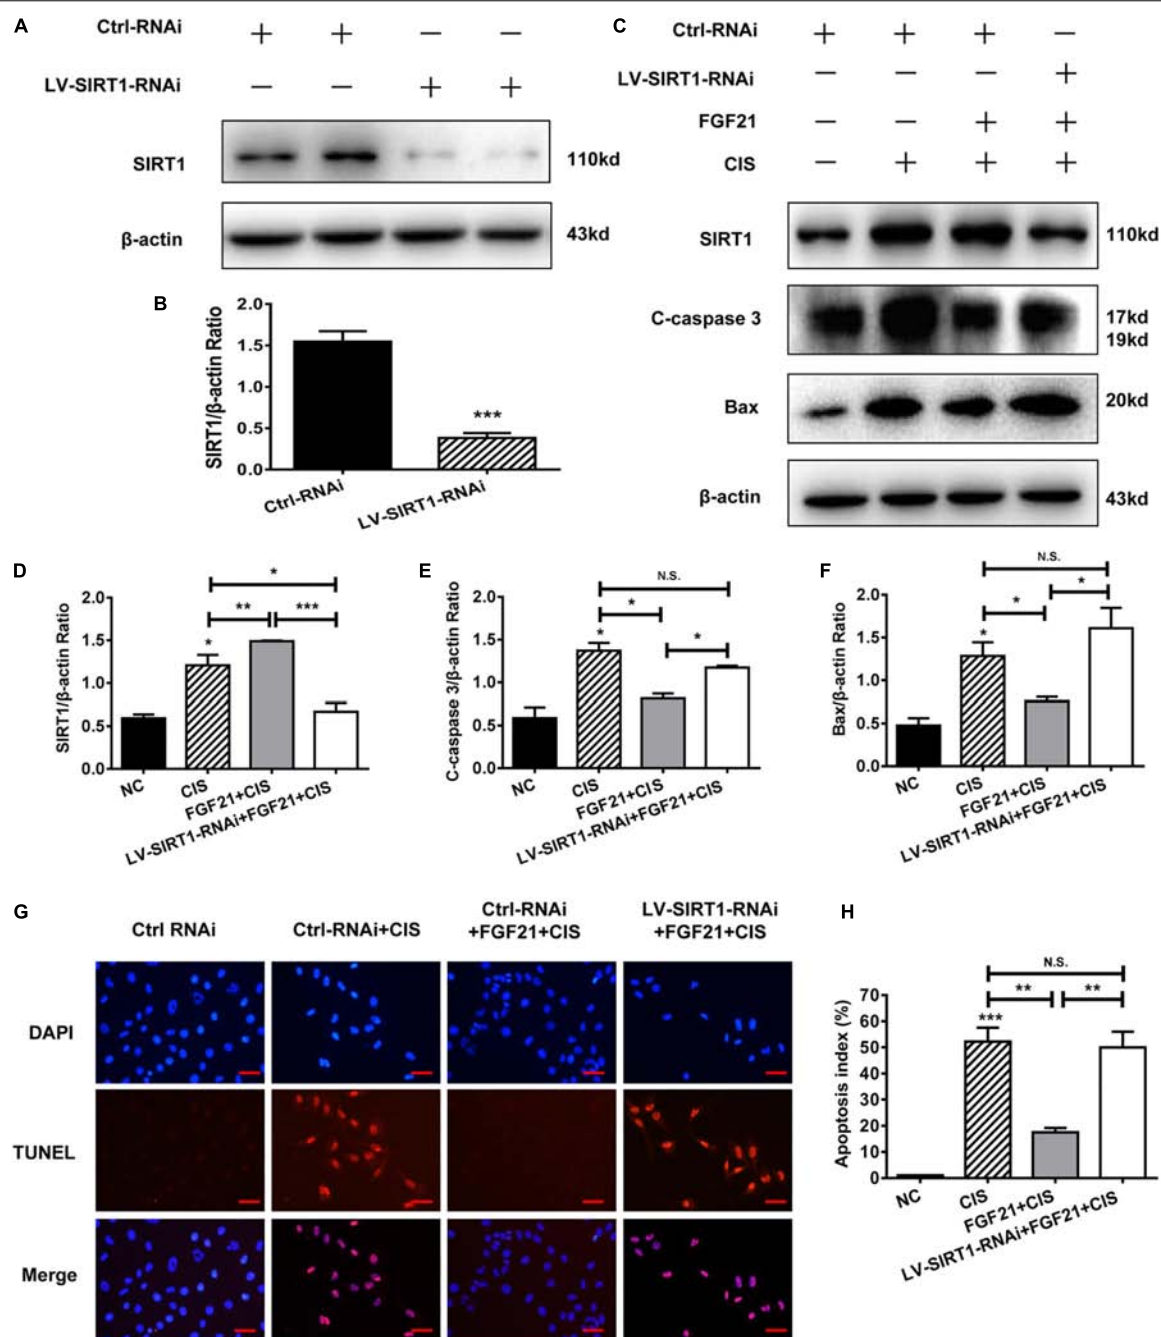 A
Ctrl-RNAi + + — —
LV-SIRT1-RNAi — — + +
SIRT1 110kd
β-actin 43kd
B
SIRT1/β-actin Ratio
2.0
1.5
1.0
0.5
0.0
***
Ctrl-RNAi
LV-SIRT1-RNAi
C
Ctrl-RNAi + + + —
LV-SIRT1-RNAi — — — +
FGF21 — — + +
CIS — + + +
SIRT1 110kd
C-caspase 3 17kd
19kd
Bax 20kd
β-actin 43kd
D
SIRT1/β-actin Ratio
2.0
1.5
1.0
0.5
0.0
*
** ***
*
NC
CIS
FGF21+CIS
LV-SIRT1-RNAi+FGF21+CIS
E
C-caspase 3/β-actin Ratio
2.0
1.5
1.0
0.5
0.0
N.S.
*
*
*
NC
CIS
FGF21+CIS
LV-SIRT1-RNAi+FGF21+CIS
F
Bax/β-actin Ratio
2.0
1.5
1.0
0.5
0.0
N.S.
*
*
*
NC
CIS
FGF21+CIS
LV-SIRT1-RNAi+FGF21+CIS
G
Ctrl RNAi
Ctrl-RNAi+CIS
Ctrl-RNAi
+FGF21+CIS
LV-SIRT1-RNAi
+FGF21+CIS
DAPI
TUNEL
Merge
H
Apoptosis index (%)
70
60
50
40
30
20
10
0
N.S.
** **
***
NC
CIS
FGF21+CIS
LV-SIRT1-RNAi+FGF21+CIS